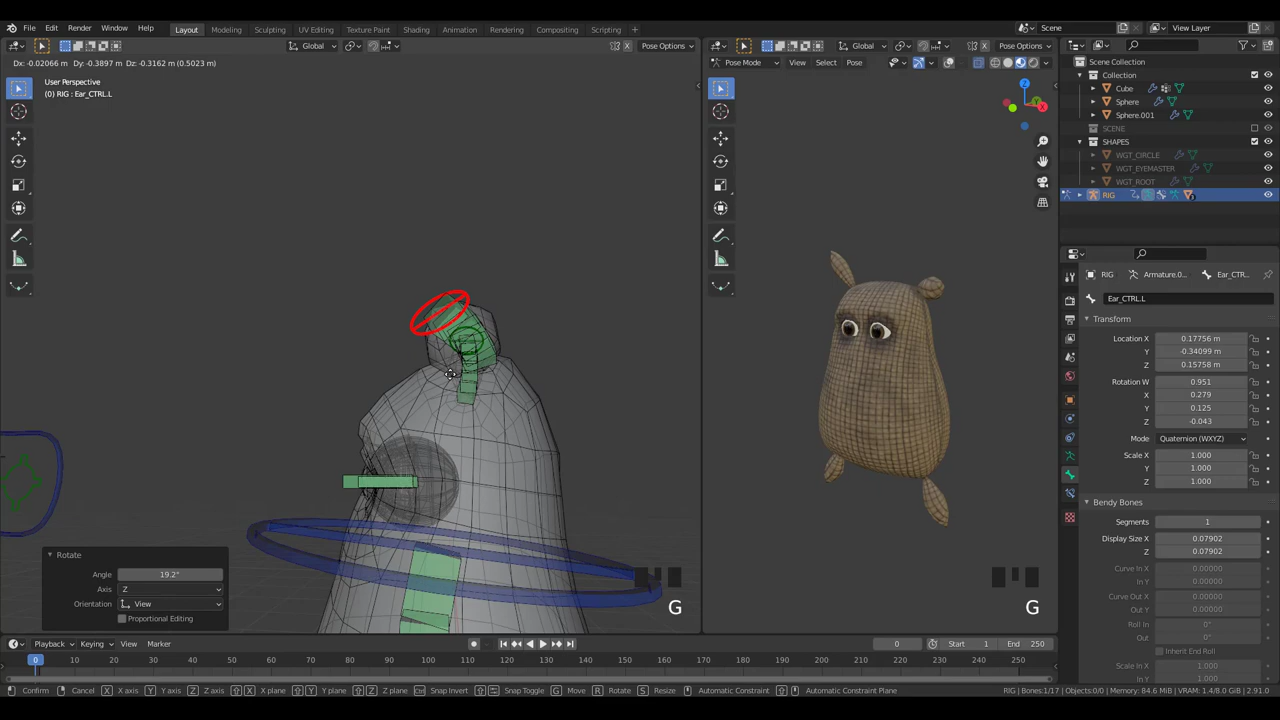 File Edit Render Window Help Layout Modeling Sculpting UV Editing Texture Paint Shading Animation Rendering Compositing Scripting + Scene View Layer
Global Pose Options Global Pose Options
Dx: -0.02066 m Dy: -0.3897 m Dz: -0.3162 m (0.5023 m) Pose Mode View Select Pose Scene Collection
Collection
User Perspective
(0) RIG : Ear_CTRL.L
Cube
Sphere
Sphere.001
SCENE
SHAPES
WGT_CIRCLE
WGT_EYEMASTER
WGT_ROOT
RIG
RIG Armature.0... Ear_CTR...
Ear_CTRL.L
Transform
Location X 0.17756 m
Y -0.34099 m
Z 0.15758 m
Rotation W 0.951
X 0.279
Y 0.125
Z -0.043
Mode Quaternion (WXYZ)
Scale X 1.000
Y 1.000
Z 1.000
Bendy Bones
Segments 1
Display Size X 0.07902
Z 0.07902
Curve In X 0.00000
In Y 0.00000
Curve Out X 0.00000
Out Y 0.00000
Roll In 0°
Out 0°
Inherit End Roll
Scale In X 1.000
Y 1.000
Rotate
Angle 19.2°
Axis Z
Orientation View
Proportional Editing
G G
Playback Keying View Marker 0 Start 1 End 250
0 10 20 30 40 50 60 70 80 90 100 110 120 130 140 150 160 170 180 190 200 210 220 230 240 250
Confirm Cancel X X axis Y Y axis Z Z axis X X plane Y Y plane Z Z plane Ctrl Snap Invert Snap Toggle G Move R Rotate S Resize Automatic Constraint Automatic Constraint Plane RIG | Bones:1/17 | Objects:0/0 | Memory: 84.6 MiB | VRAM: 1.4/8.0 GiB | 2.91.0